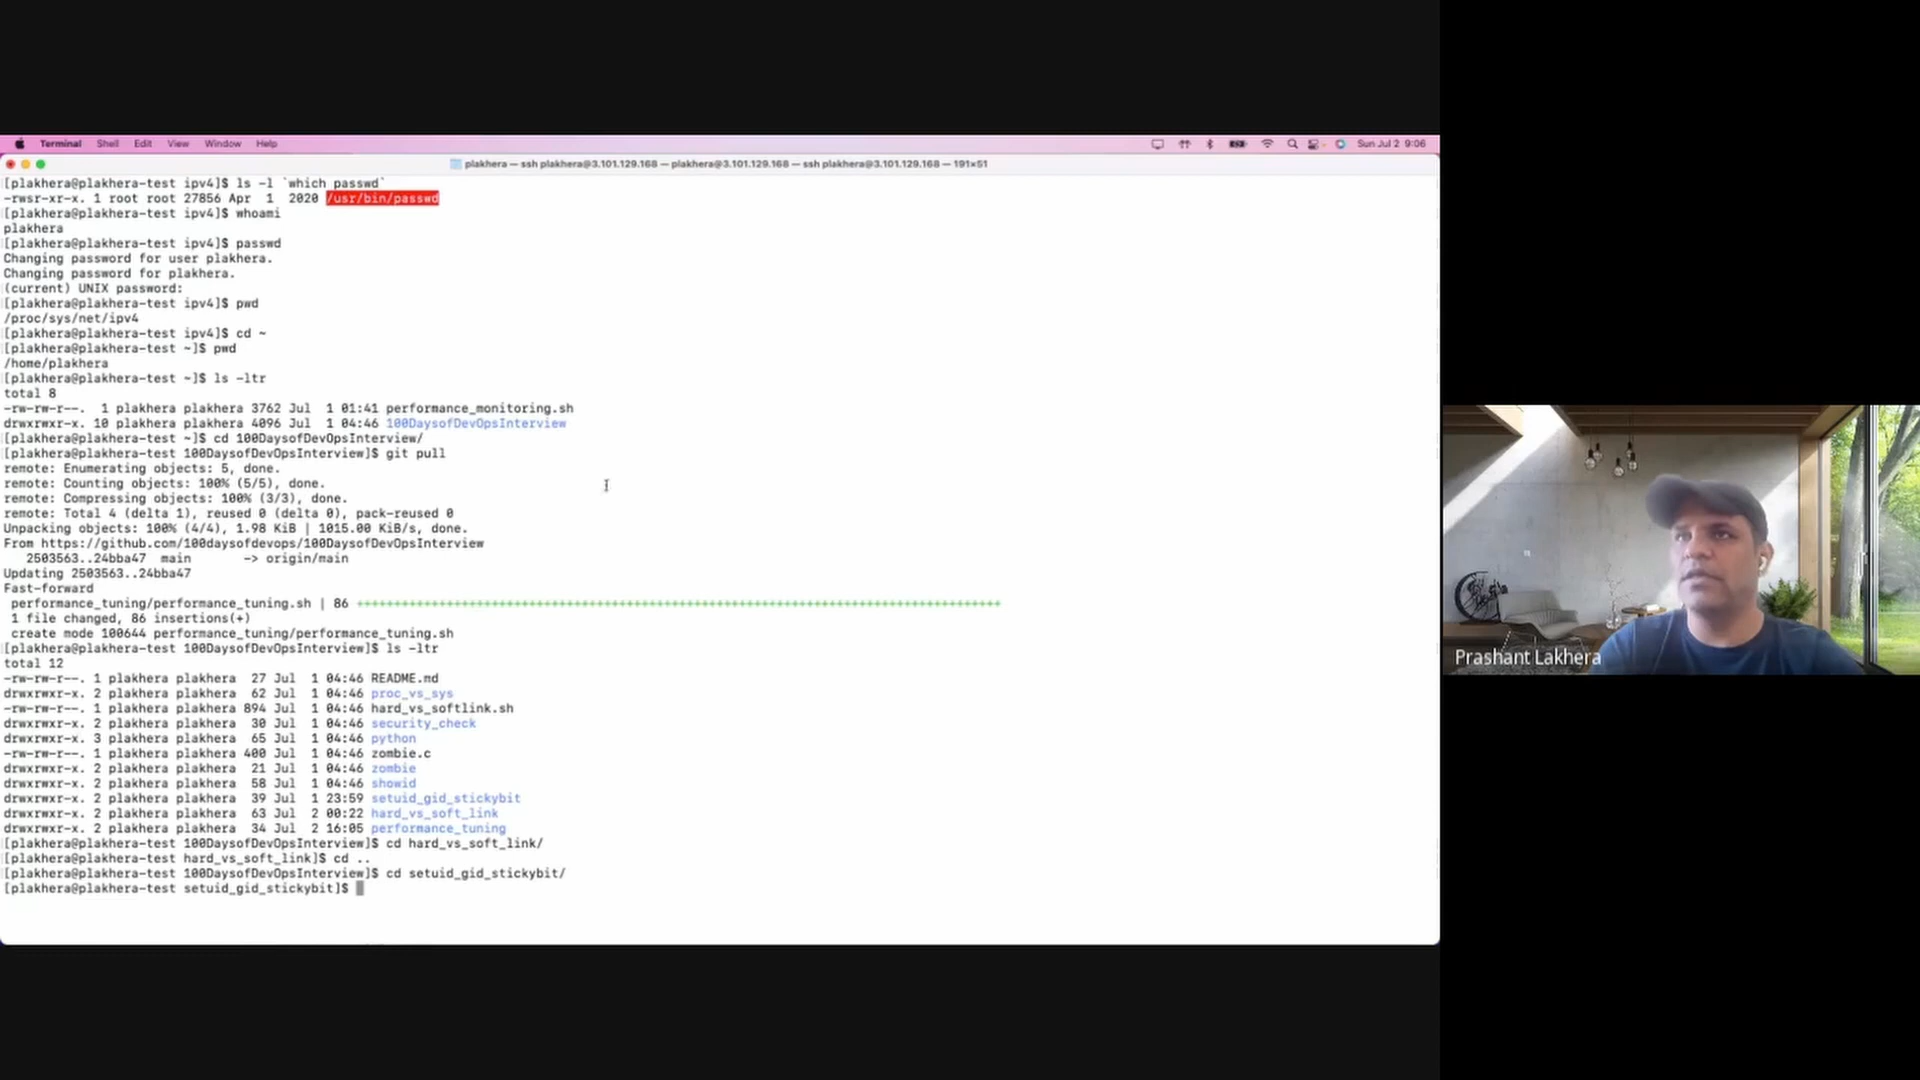 Terminal Shell Edit View Window Help Sun Jul 2 9:06
plakhera — ssh plakhera@3.101.129.168 — plakhera@3.101.129.168 — ssh plakhera@3.101.129.168 — 191×51
[plakhera@plakhera-test ipv4]$ ls -l `which passwd`
-rwsr-xr-x. 1 root root 27856 Apr  1  2020 /usr/bin/passwd
[plakhera@plakhera-test ipv4]$ whoami
plakhera
[plakhera@plakhera-test ipv4]$ passwd
Changing password for user plakhera.
Changing password for plakhera.
(current) UNIX password:
[plakhera@plakhera-test ipv4]$ pwd
/proc/sys/net/ipv4
[plakhera@plakhera-test ipv4]$ cd ~
[plakhera@plakhera-test ~]$ pwd
/home/plakhera
[plakhera@plakhera-test ~]$ ls -ltr
total 8
-rw-rw-r--.  1 plakhera plakhera 3762 Jul  1 01:41 performance_monitoring.sh
drwxrwxr-x. 10 plakhera plakhera 4096 Jul  1 04:46 100DaysofDevOpsInterview
[plakhera@plakhera-test ~]$ cd 100DaysofDevOpsInterview/
[plakhera@plakhera-test 100DaysofDevOpsInterview]$ git pull
remote: Enumerating objects: 5, done.
remote: Counting objects: 100% (5/5), done.
remote: Compressing objects: 100% (3/3), done.
remote: Total 4 (delta 1), reused 0 (delta 0), pack-reused 0
Unpacking objects: 100% (4/4), 1.98 KiB | 1015.00 KiB/s, done.
From https://github.com/100daysofdevops/100DaysofDevOpsInterview
   2503563..24bba47  main       -> origin/main
Updating 2503563..24bba47
Fast-forward
 performance_tuning/performance_tuning.sh | 86 ++++++++++++++++++++++++++++++++++++++++++++++++++++++++++++++++++++++++++++++++++++++
 1 file changed, 86 insertions(+)
 create mode 100644 performance_tuning/performance_tuning.sh
[plakhera@plakhera-test 100DaysofDevOpsInterview]$ ls -ltr
total 12
-rw-rw-r--. 1 plakhera plakhera  27 Jul  1 04:46 README.md
drwxrwxr-x. 2 plakhera plakhera  62 Jul  1 04:46 proc_vs_sys
-rw-rw-r--. 1 plakhera plakhera 894 Jul  1 04:46 hard_vs_softlink.sh
drwxrwxr-x. 2 plakhera plakhera  30 Jul  1 04:46 security_check
drwxrwxr-x. 3 plakhera plakhera  65 Jul  1 04:46 python
-rw-rw-r--. 1 plakhera plakhera 400 Jul  1 04:46 zombie.c
drwxrwxr-x. 2 plakhera plakhera  21 Jul  1 04:46 zombie
drwxrwxr-x. 2 plakhera plakhera  58 Jul  1 04:46 showid
drwxrwxr-x. 2 plakhera plakhera  39 Jul  1 23:59 setuid_gid_stickybit
drwxrwxr-x. 2 plakhera plakhera  63 Jul  2 00:22 hard_vs_soft_link
drwxrwxr-x. 2 plakhera plakhera  34 Jul  2 16:05 performance_tuning
[plakhera@plakhera-test 100DaysofDevOpsInterview]$ cd hard_vs_soft_link/
[plakhera@plakhera-test hard_vs_soft_link]$ cd ..
[plakhera@plakhera-test 100DaysofDevOpsInterview]$ cd setuid_gid_stickybit/
[plakhera@plakhera-test setuid_gid_stickybit]$
Prashant Lakhera